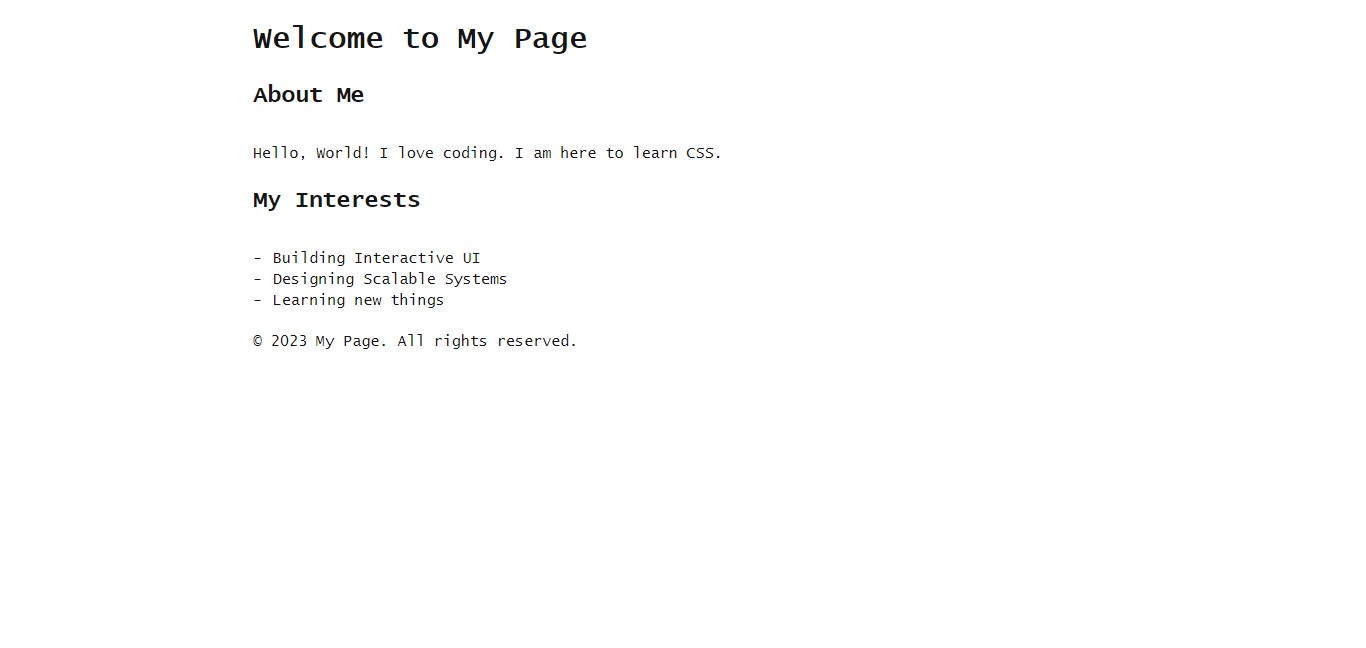 Welcome to My Page
About Me
Hello, World! I love coding. I am here to learn CSS.
My Interests
- Building Interactive UI
- Designing Scalable Systems
- Learning new things
© 2023 My Page. All rights reserved.